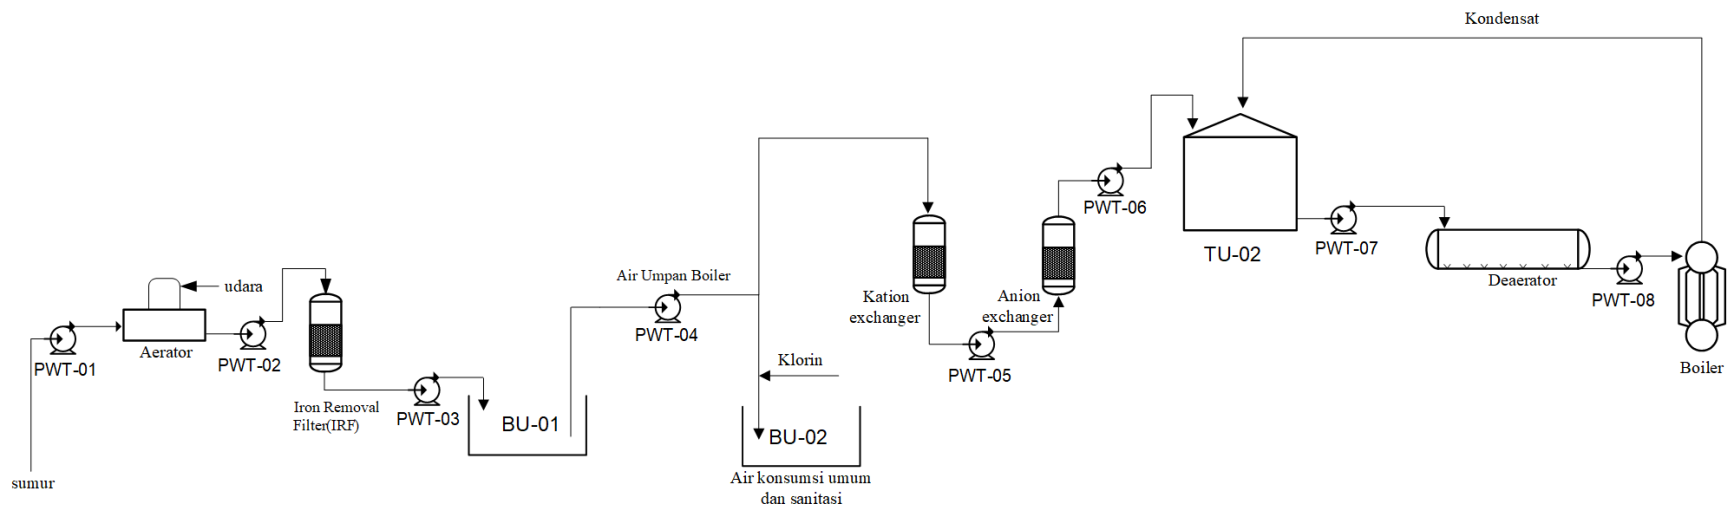 Kondensat
PWT-06
TU-02
PWT-07
Deaerator
PWT-08
Boiler
Air Umpan Boiler
PWT-04
Kation
exchanger
Anion
exchanger
PWT-05
udara
Aerator
PWT-01
PWT-02
Iron Removal
Filter(IRF)
PWT-03
BU-01
Klorin
BU-02
Air konsumsi umum
dan sanitasi
sumur